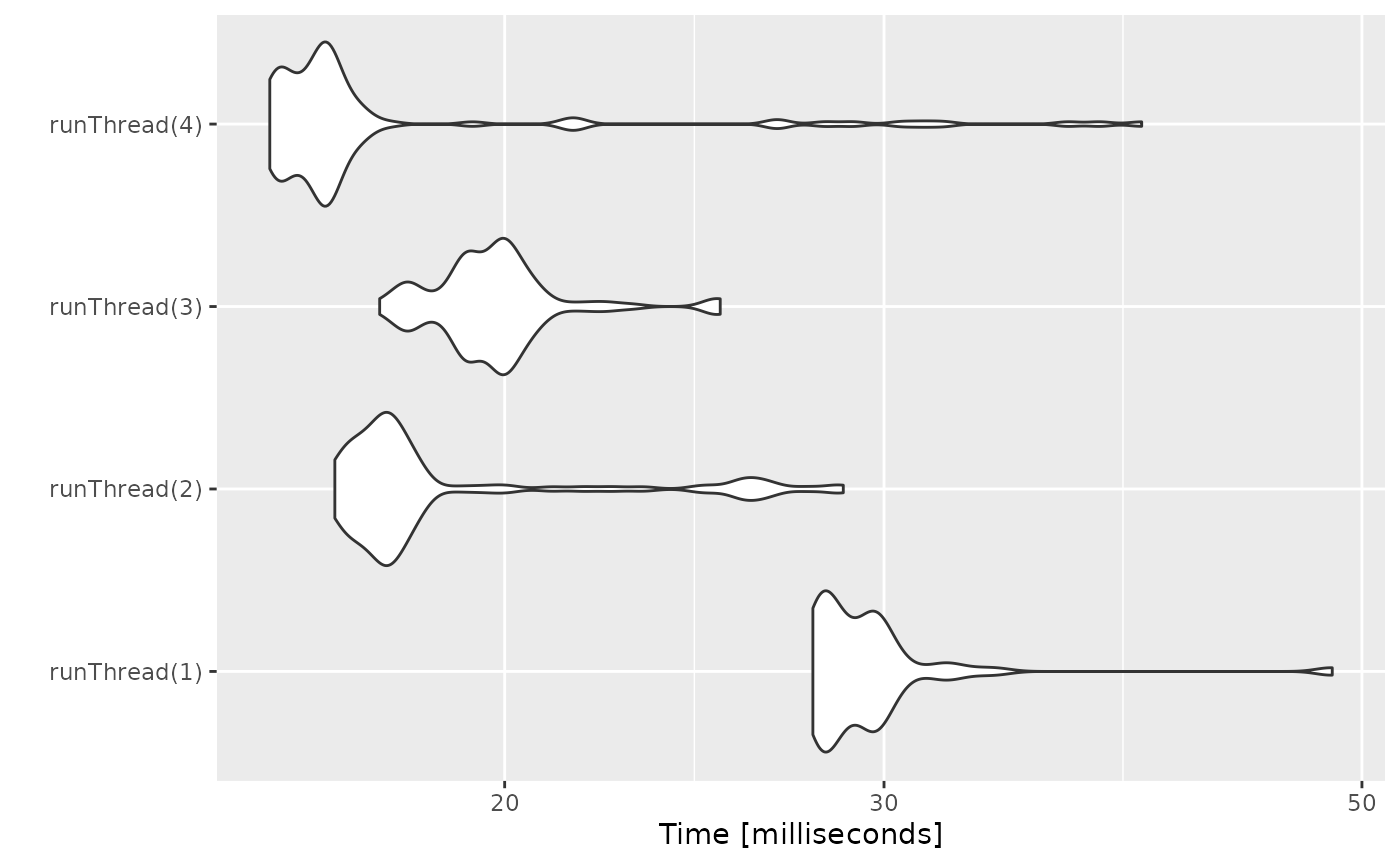 runThread(4)
runThread(3)
runThread(2)
runThread(1)
20 30 50
Time [milliseconds]